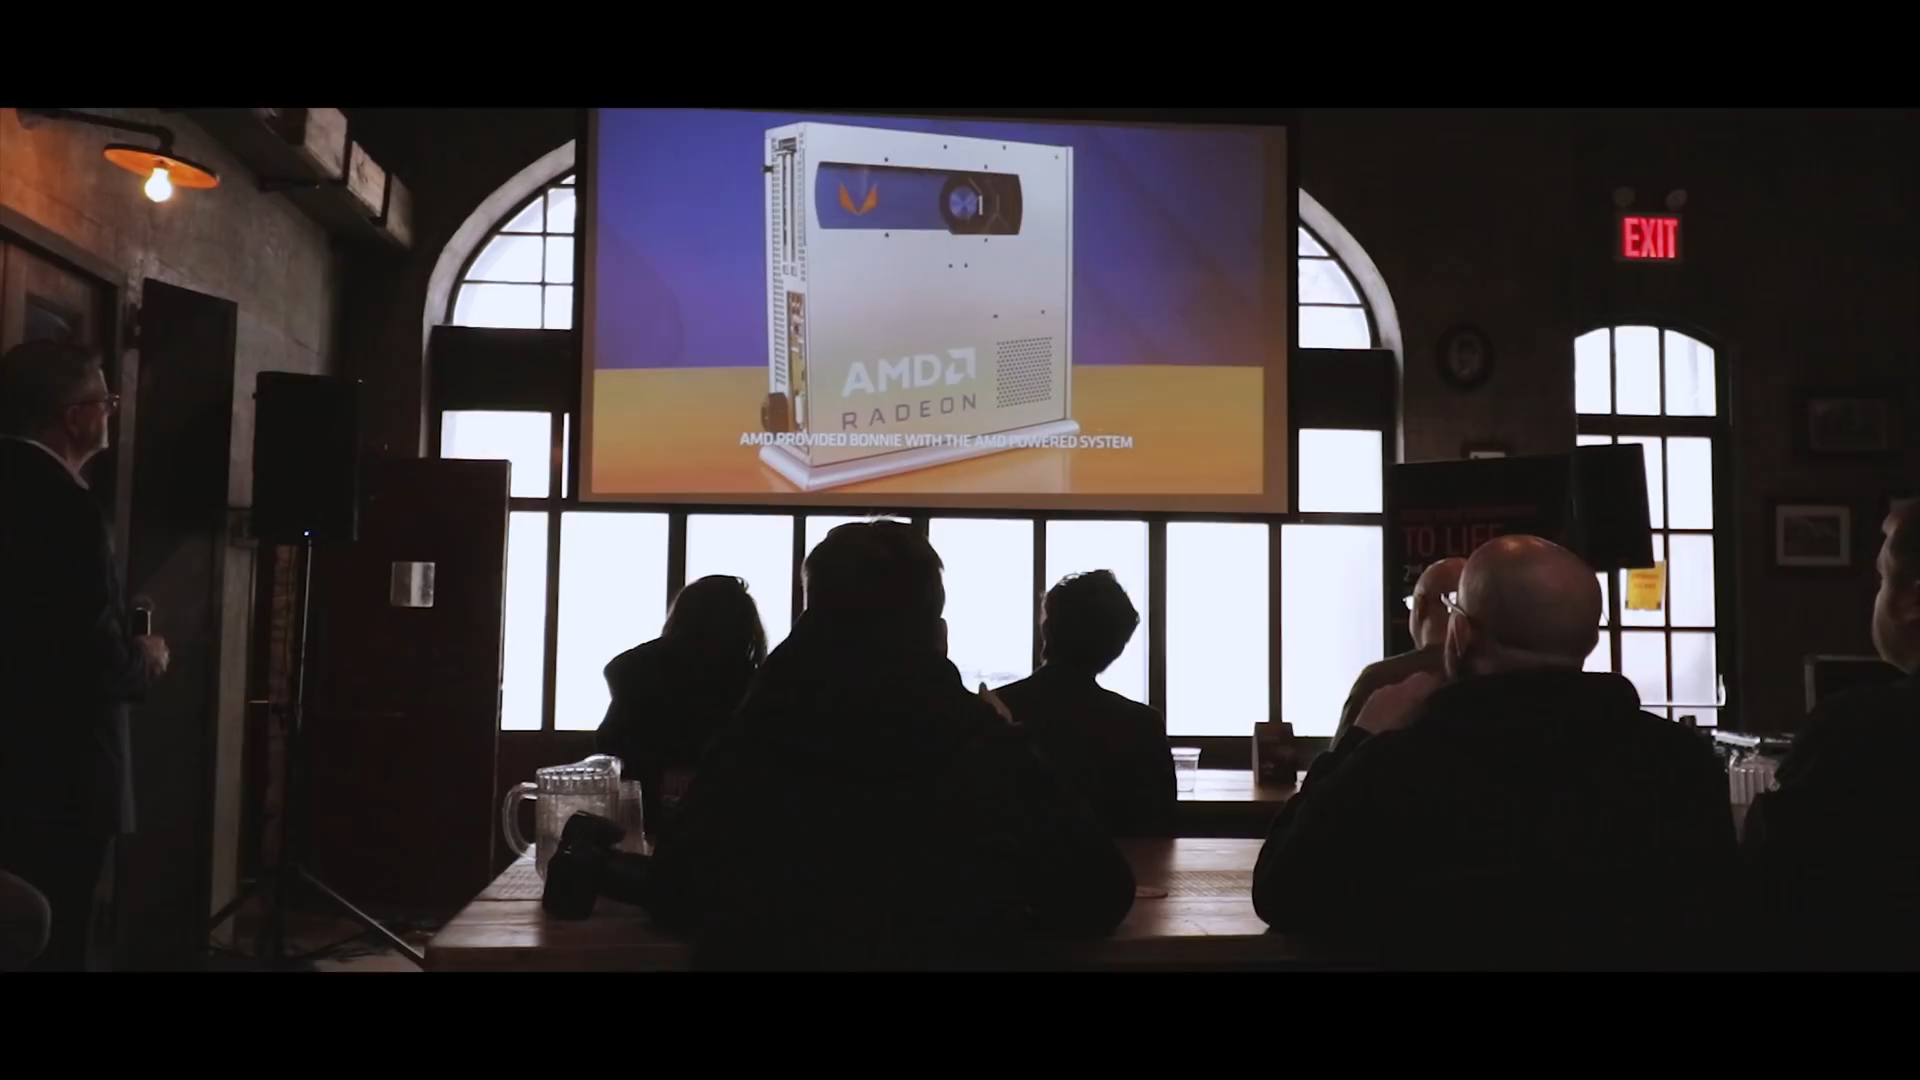 EXIT
AMD
RADEON
AMD PROVIDED BONNIE WITH THE AMD POWERED SYSTEM
TO LIFE